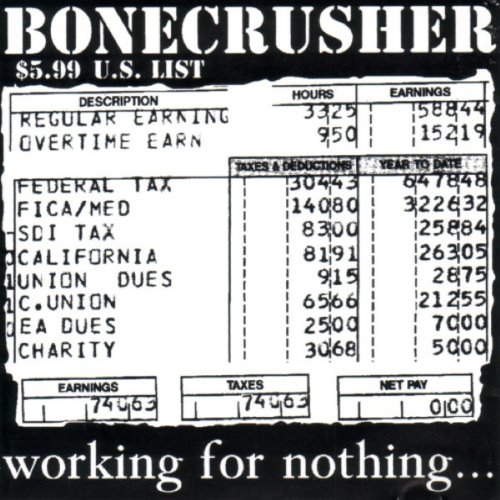 BONECRUSHER
$5.99 U.S. LIST
DESCRIPTION HOURS EARNINGS
REGULAR EARNING 3325 58844
OVERTIME EARN 950 15219
TAXES & DEDUCTIONS YEAR TO DATE
FEDERAL TAX 30443 647848
FICA/MED 14080 322632
SDI TAX 8300 25884
CALIFORNIA 8191 26305
UNION DUES 915 2875
C.UNION 6566 21255
EA DUES 2500 7000
CHARITY 3068 5000
EARNINGS TAXES NET PAY
74063 74063 000
working for nothing...